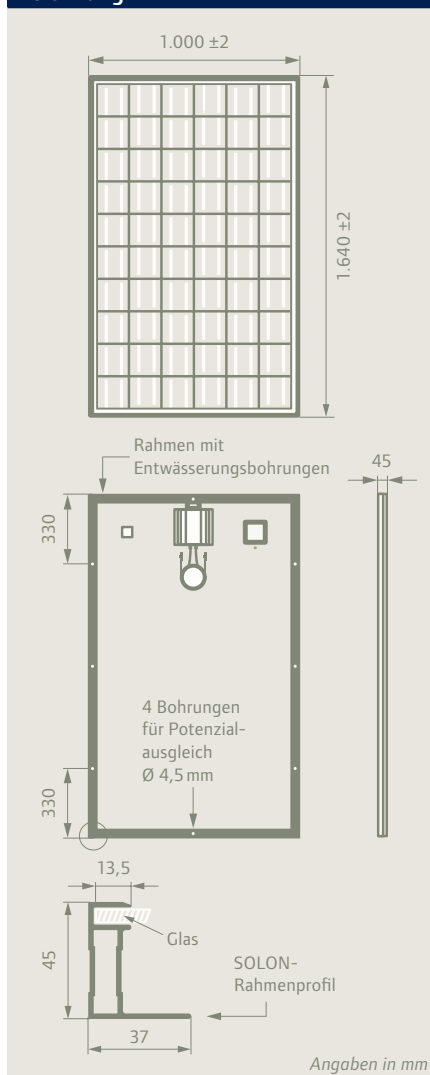 1.000 ±2
1.640 ±2
Rahmen mit
Entwässerungsbohrungen
45
330
4 Bohrungen
für Potenzial-
ausgleich
Ø 4,5 mm
330
13,5
Glas
45
SOLON-
Rahmenprofil
37
Angaben in mm